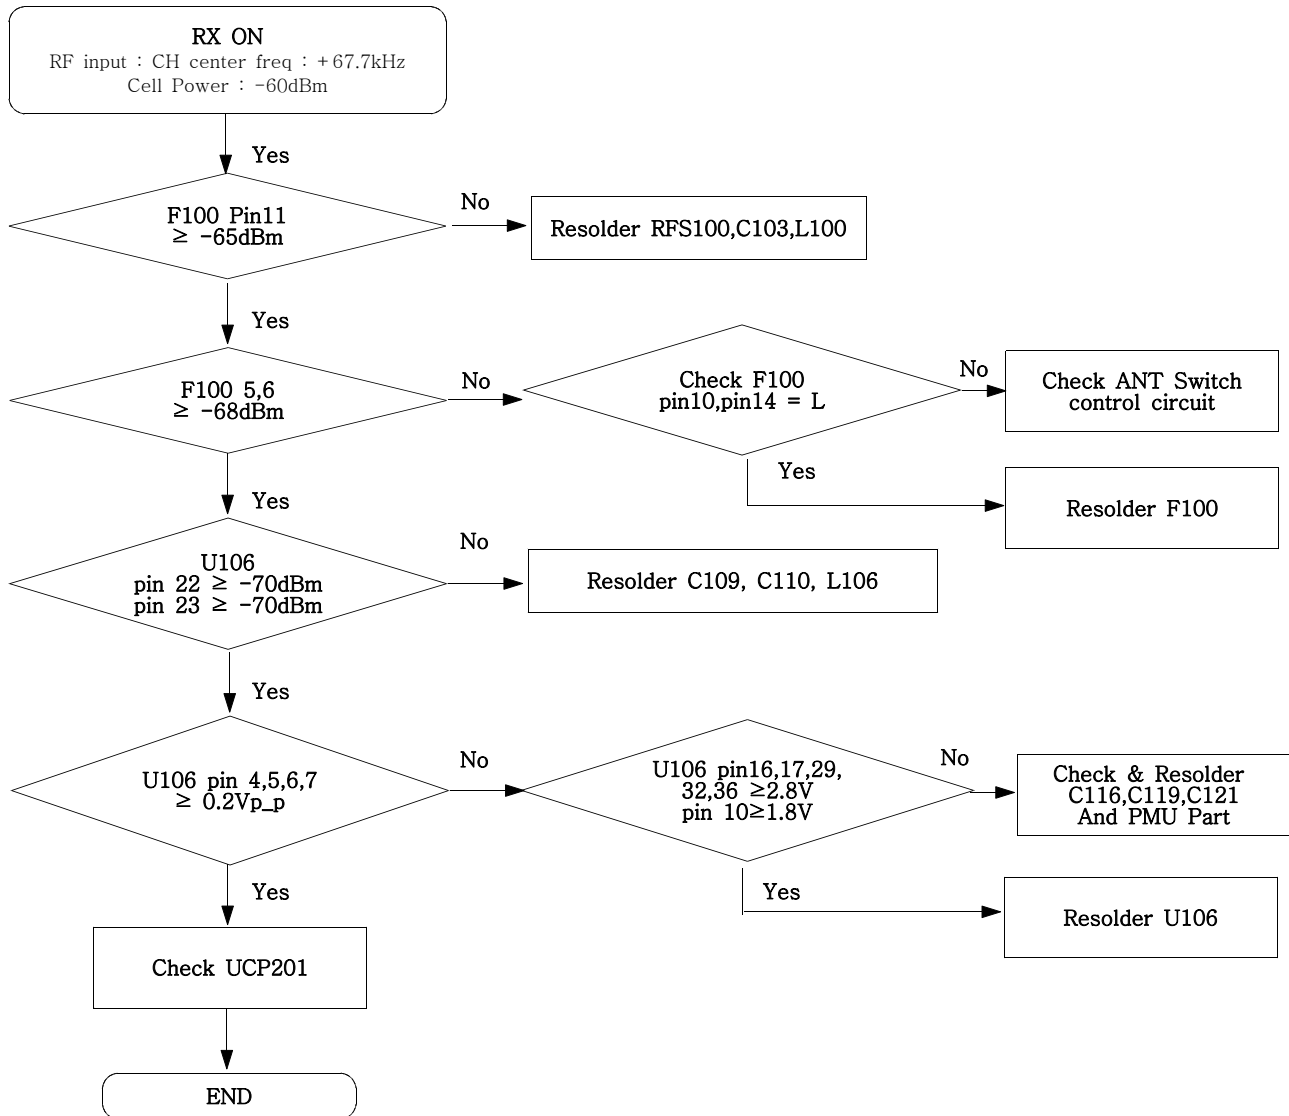 RX ON
RF input : CH center freq : +67.7kHz
Cell Power : -60dBm
Yes
F100 Pin11
≥ -65dBm
No
Resolder RFS100,C103,L100
Yes
F100 5,6
≥ -68dBm
No
Check F100
pin10,pin14 = L
No
Check ANT Switch
control circuit
Yes
Resolder F100
Yes
U106
pin 22 ≥ -70dBm
pin 23 ≥ -70dBm
No
Resolder C109, C110, L106
Yes
U106 pin 4,5,6,7
≥ 0.2Vp_p
No
U106 pin16,17,29,
32,36 ≥2.8V
pin 10≥1.8V
No
Check & Resolder
C116,C119,C121
And PMU Part
Yes
Resolder U106
Yes
Check UCP201
END